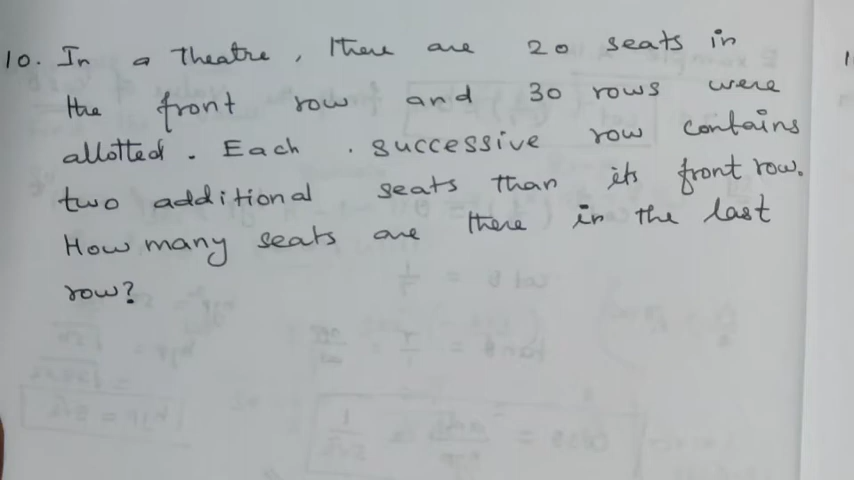 10. In a Theatre, there are 20 seats in
the front row and 30 rows were
allotted. Each . successive row contains
two additional seats than its front row.
How many seats are there in the last
row?